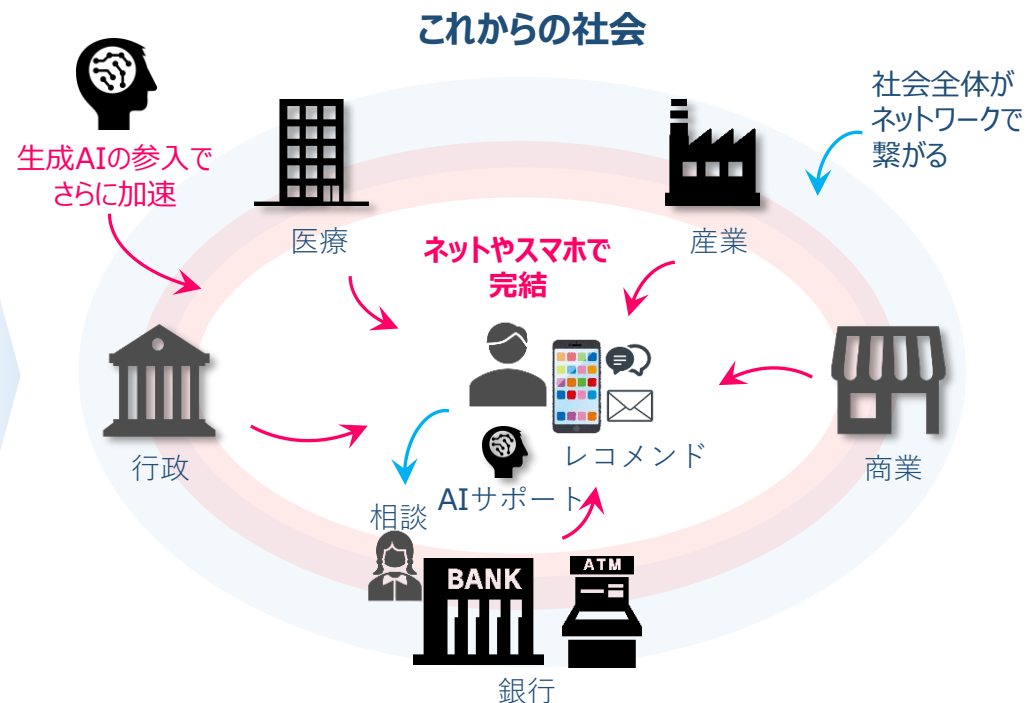 これからの社会
生成AIの参入で
さらに加速
社会全体が
ネットワークで
繋がる
医療
産業
ネットやスマホで
完結
行政
商業
レコメンド
AIサポート
相談
BANK
ATM
銀行